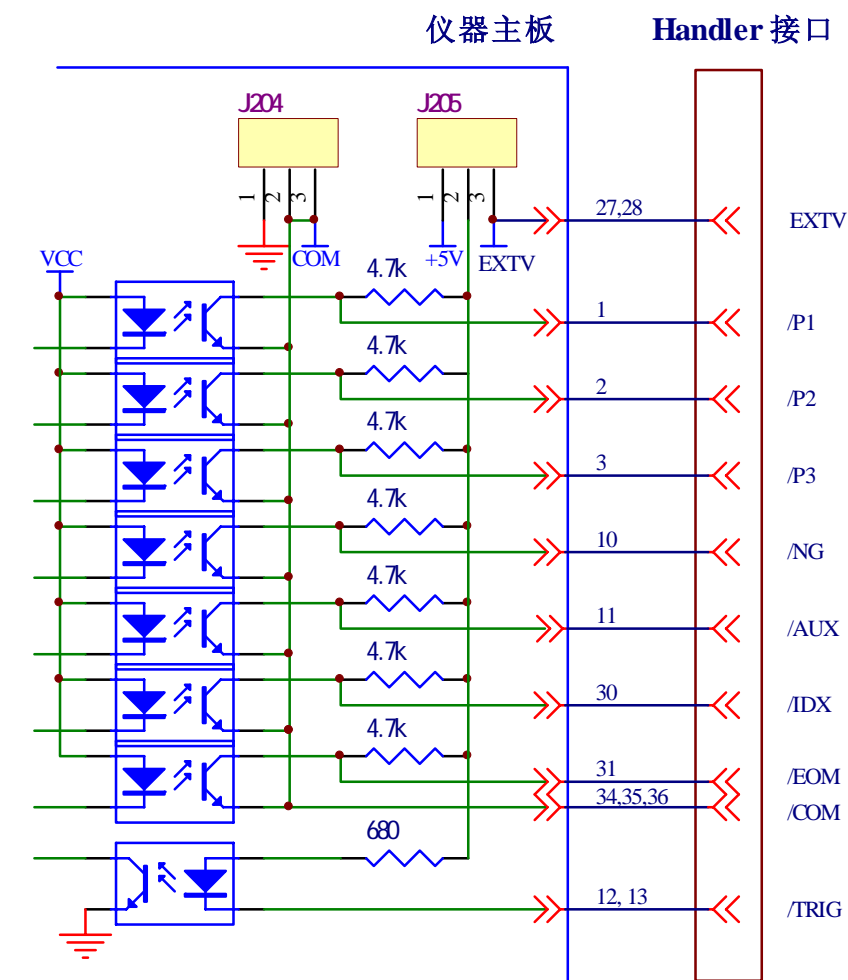 仪器主板 Handler 接口
J204 J205
1 2 3 1 2 3
27,28 EXTV
VCC COM +5V EXTV
4.7k
1 /P1
4.7k
2 /P2
4.7k
3 /P3
4.7k
10 /NG
4.7k
11 /AUX
4.7k
30 /IDX
4.7k
31 /EOM
34,35,36 /COM
680
12, 13 /TRIG